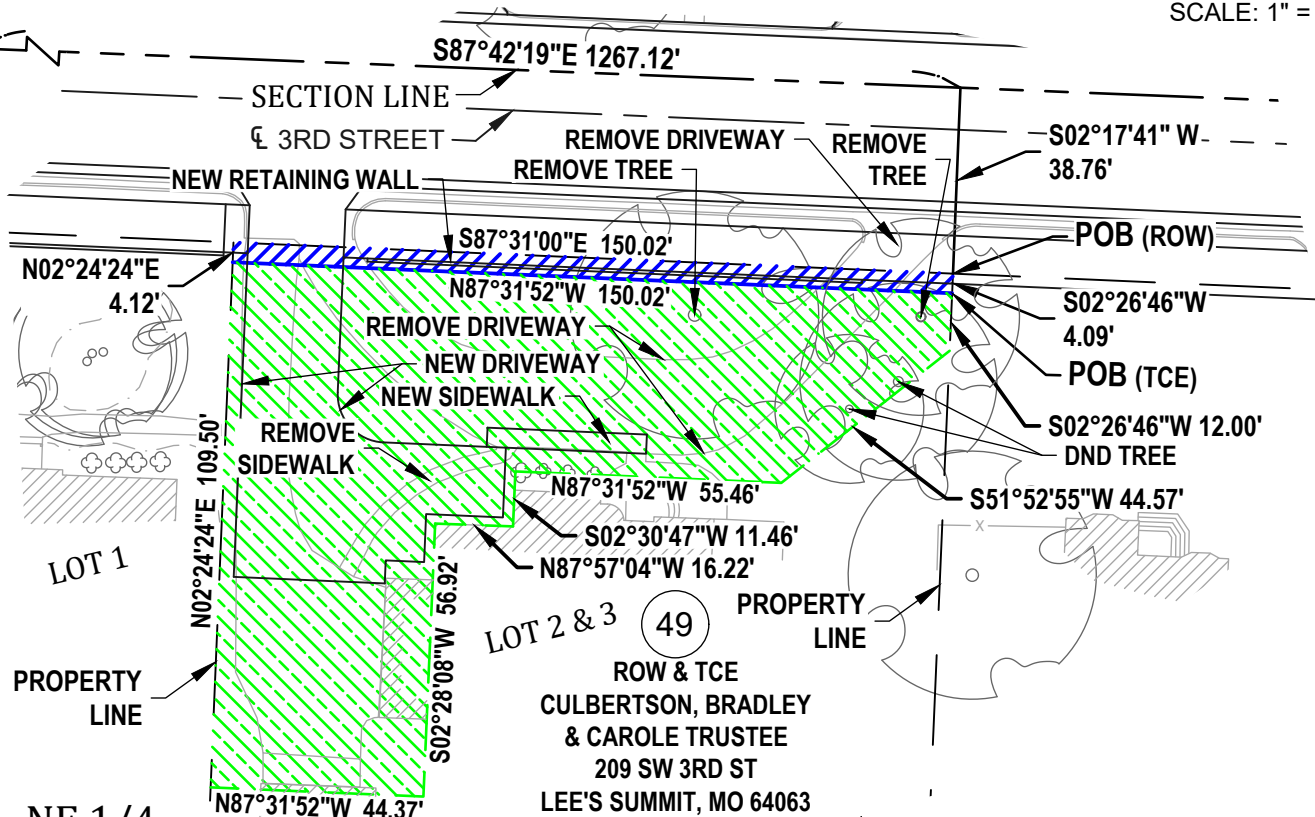 SCALE: 1" =
S87°42'19"E 1267.12'
SECTION LINE
℄ 3RD STREET
REMOVE DRIVEWAY
REMOVE
TREE
S02°17'41" W
38.76'
NEW RETAINING WALL
REMOVE TREE
S87°31'00"E 150.02'
POB (ROW)
N02°24'24"E
4.12'
N87°31'52"W 150.02'
S02°26'46"W
4.09'
REMOVE DRIVEWAY
NEW DRIVEWAY
POB (TCE)
NEW SIDEWALK
S02°26'46"W 12.00'
REMOVE
SIDEWALK
DND TREE
N87°31'52"W 55.46'
S51°52'55"W 44.57'
X
S02°30'47"W 11.46'
N87°57'04"W 16.22'
LOT 1
N02°24'24"E 109.50'
S02°28'08"W 56.92'
LOT 2 & 3
49
PROPERTY
LINE
PROPERTY
LINE
ROW & TCE
CULBERTSON, BRADLEY
& CAROLE TRUSTEE
209 SW 3RD ST
LEE'S SUMMIT, MO 64063
N87°31'52"W 44.37'
NE 1/4